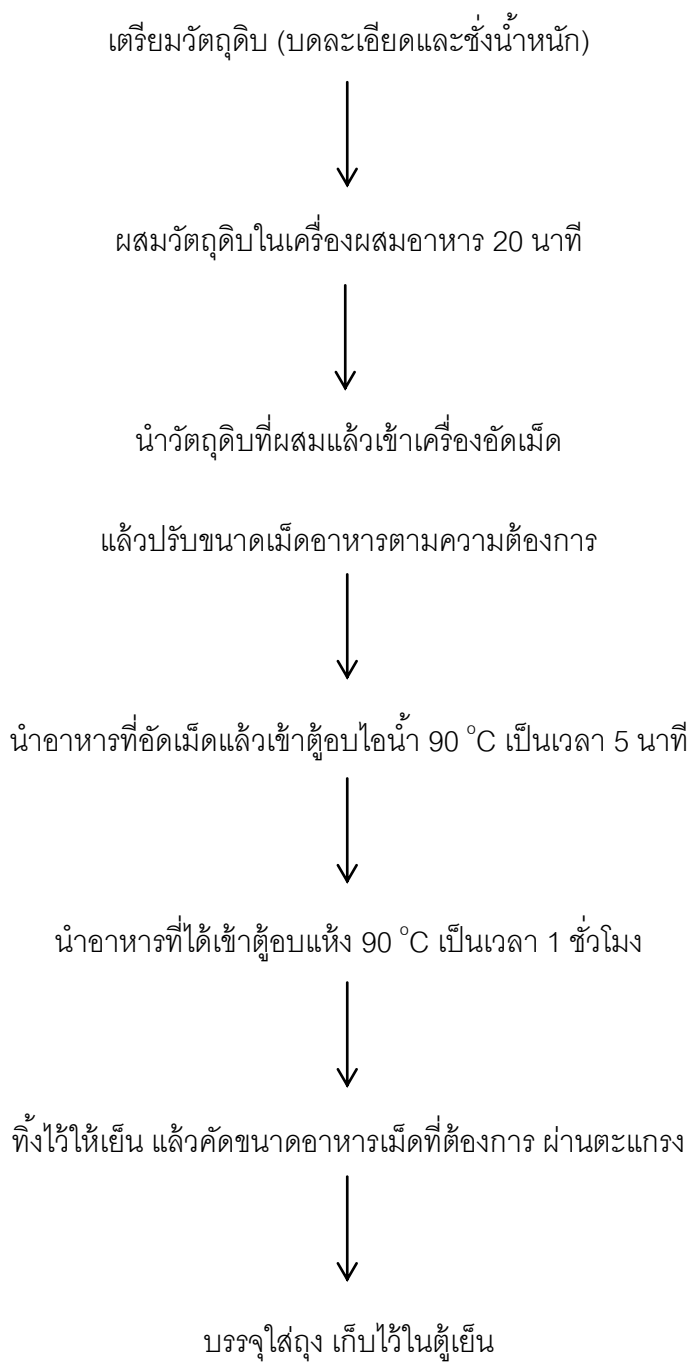 เตรียมวัตถุดิบ (บดละเอียดและชั่งน้ำหนัก)
ผสมวัตถุดิบในเครื่องผสมอาหาร 20 นาที
นำวัตถุดิบที่ผสมแล้วเข้าเครื่องอัดเม็ด
แล้วปรับขนาดเม็ดอาหารตามความต้องการ
นำอาหารที่อัดเม็ดแล้วเข้าตู้อบไอน้ำ 90 °C เป็นเวลา 5 นาที
นำอาหารที่ได้เข้าตู้อบแห้ง 90 °C เป็นเวลา 1 ชั่วโมง
ทิ้งไว้ให้เย็น แล้วคัดขนาดอาหารเม็ดที่ต้องการ ผ่านตะแกรง
บรรจุใส่ถุง เก็บไว้ในตู้เย็น